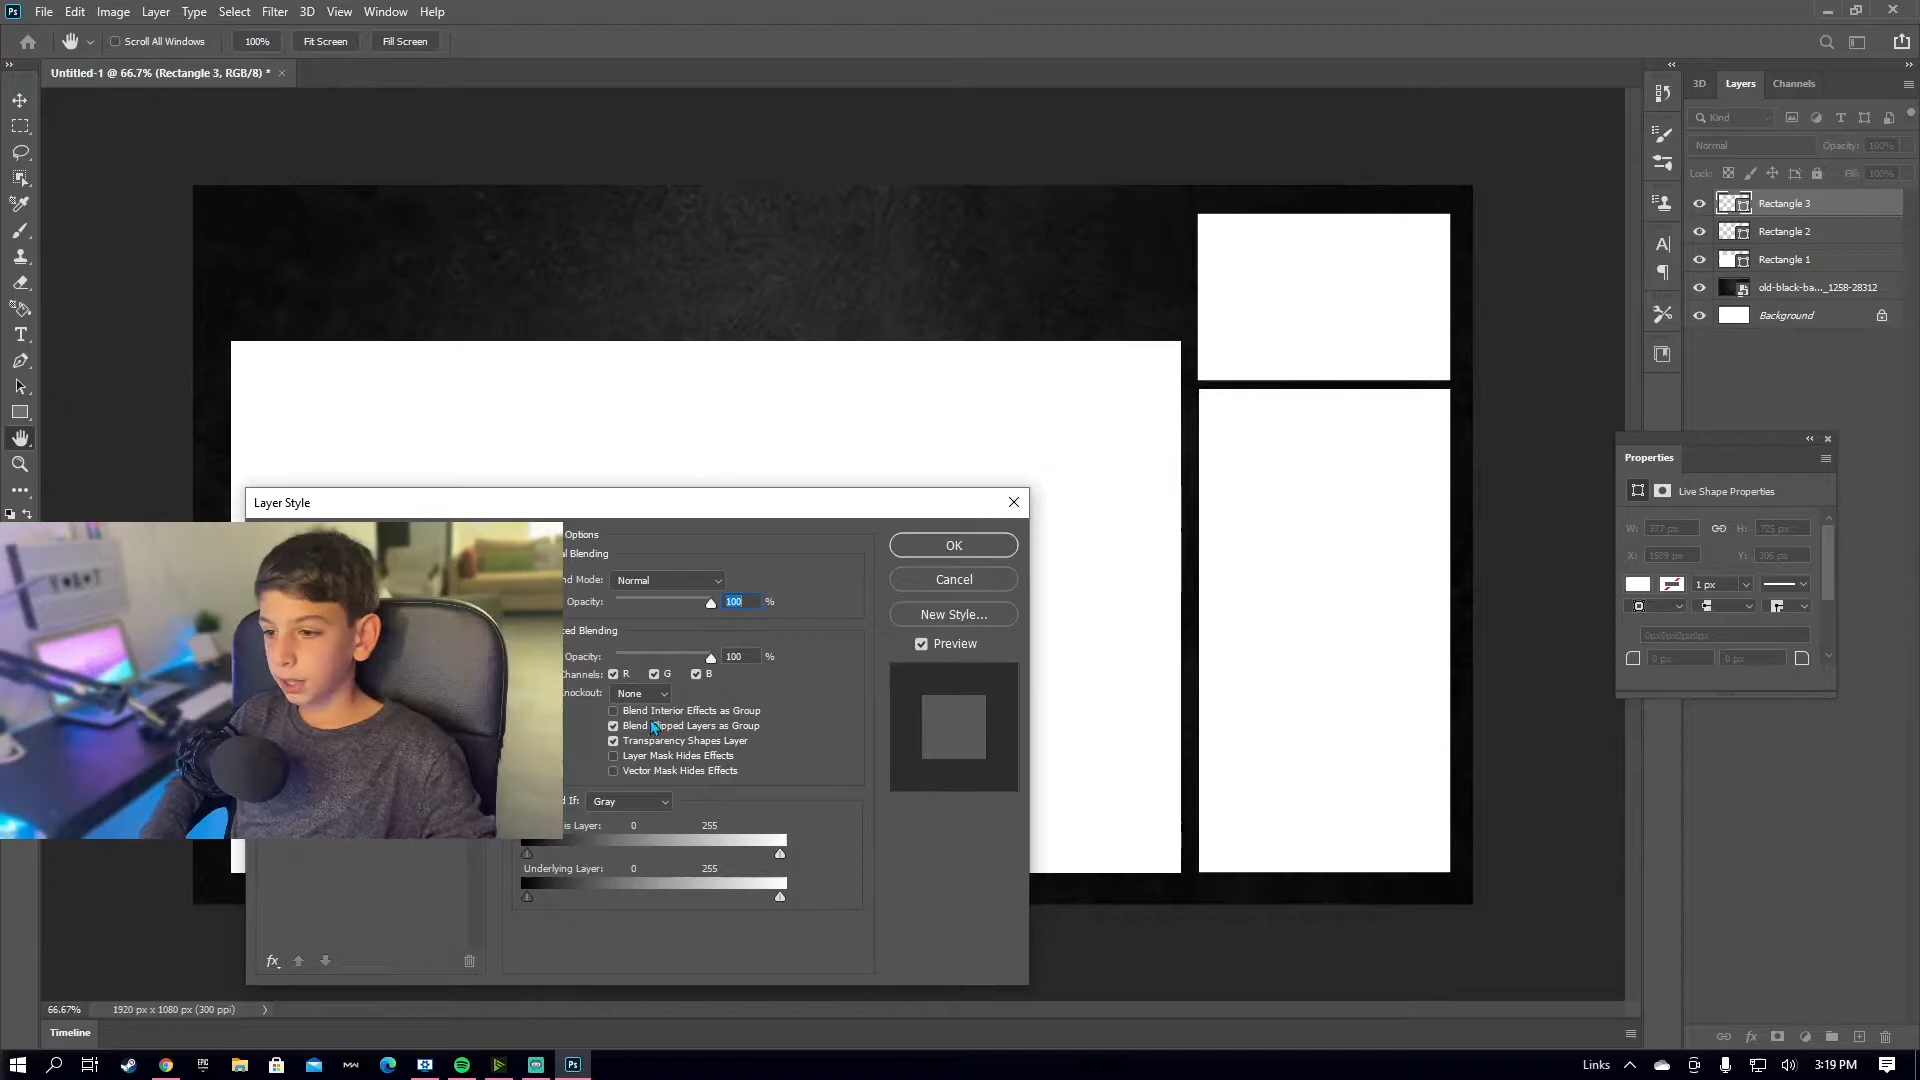 Ps File Edit Image Layer Type Select Filter 3D View Window Help
Scroll All Windows 100% Fit Screen Fill Screen
Untitled-1 @ 66.7% (Rectangle 3, RGB/8) * ×
3D Layers Channels
Kind
Normal Opacity: 100%
Lock: Fill: 100%
Rectangle 3
Rectangle 2
Rectangle 1
old-black-ba..._1258-28312
Background
Properties
Live Shape Properties
W: 377 px H: 725 px
X: 1509 px Y: 306 px
1 px
0px0px0px0px
0 px 0 px
Layer Style
Options
al Blending
nd Mode: Normal
Opacity: 100 %
ced Blending
Opacity: 100 %
Channels: R G B
Knockout: None
Blend Interior Effects as Group
Blend Clipped Layers as Group
Transparency Shapes Layer
Layer Mask Hides Effects
Vector Mask Hides Effects
d If: Gray
is Layer: 0 255
Underlying Layer: 0 255
OK
Cancel
New Style...
Preview
fx
66.67% 1920 px x 1080 px (300 ppi)
Timeline
fx
EPIC
MW
Ps
Links 3:19 PM